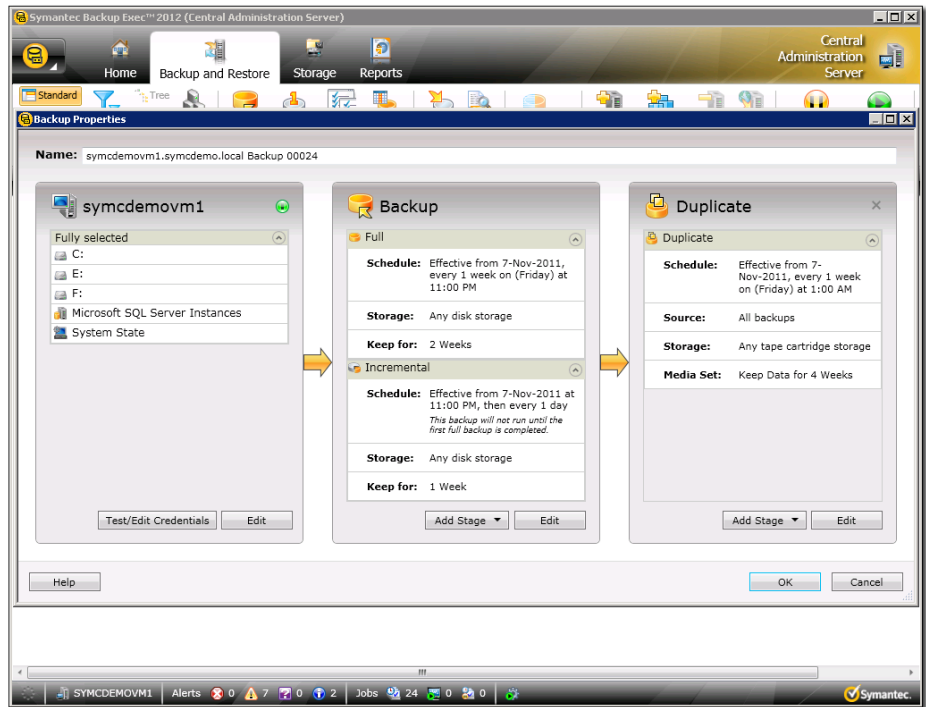 Symantec Backup Exec™ 2012 (Central Administration Server)
Home
Backup and Restore
Storage
Reports
Central
Administration
Server
Standard
Tree
Backup Properties
Name: symcdemovm1.symcdemo.local Backup 00024
symcdemovm1
Fully selected
C:
E:
F:
Microsoft SQL Server Instances
System State
Test/Edit Credentials
Edit
Backup
Full
Schedule: Effective from 7-Nov-2011,
every 1 week on (Friday) at
11:00 PM
Storage: Any disk storage
Keep for: 2 Weeks
Incremental
Schedule: Effective from 7-Nov-2011 at
11:00 PM, then every 1 day
This backup will not run until the
first full backup is completed.
Storage: Any disk storage
Keep for: 1 Week
Add Stage
Edit
Duplicate
Duplicate
Schedule: Effective from 7-
Nov-2011, every 1 week
on (Friday) at 1:00 AM
Source: All backups
Storage: Any tape cartridge storage
Media Set: Keep Data for 4 Weeks
Add Stage
Edit
Help
OK
Cancel
SYMCDEMOVM1 Alerts 0 7 0 2 Jobs 24 0 0
Symantec.